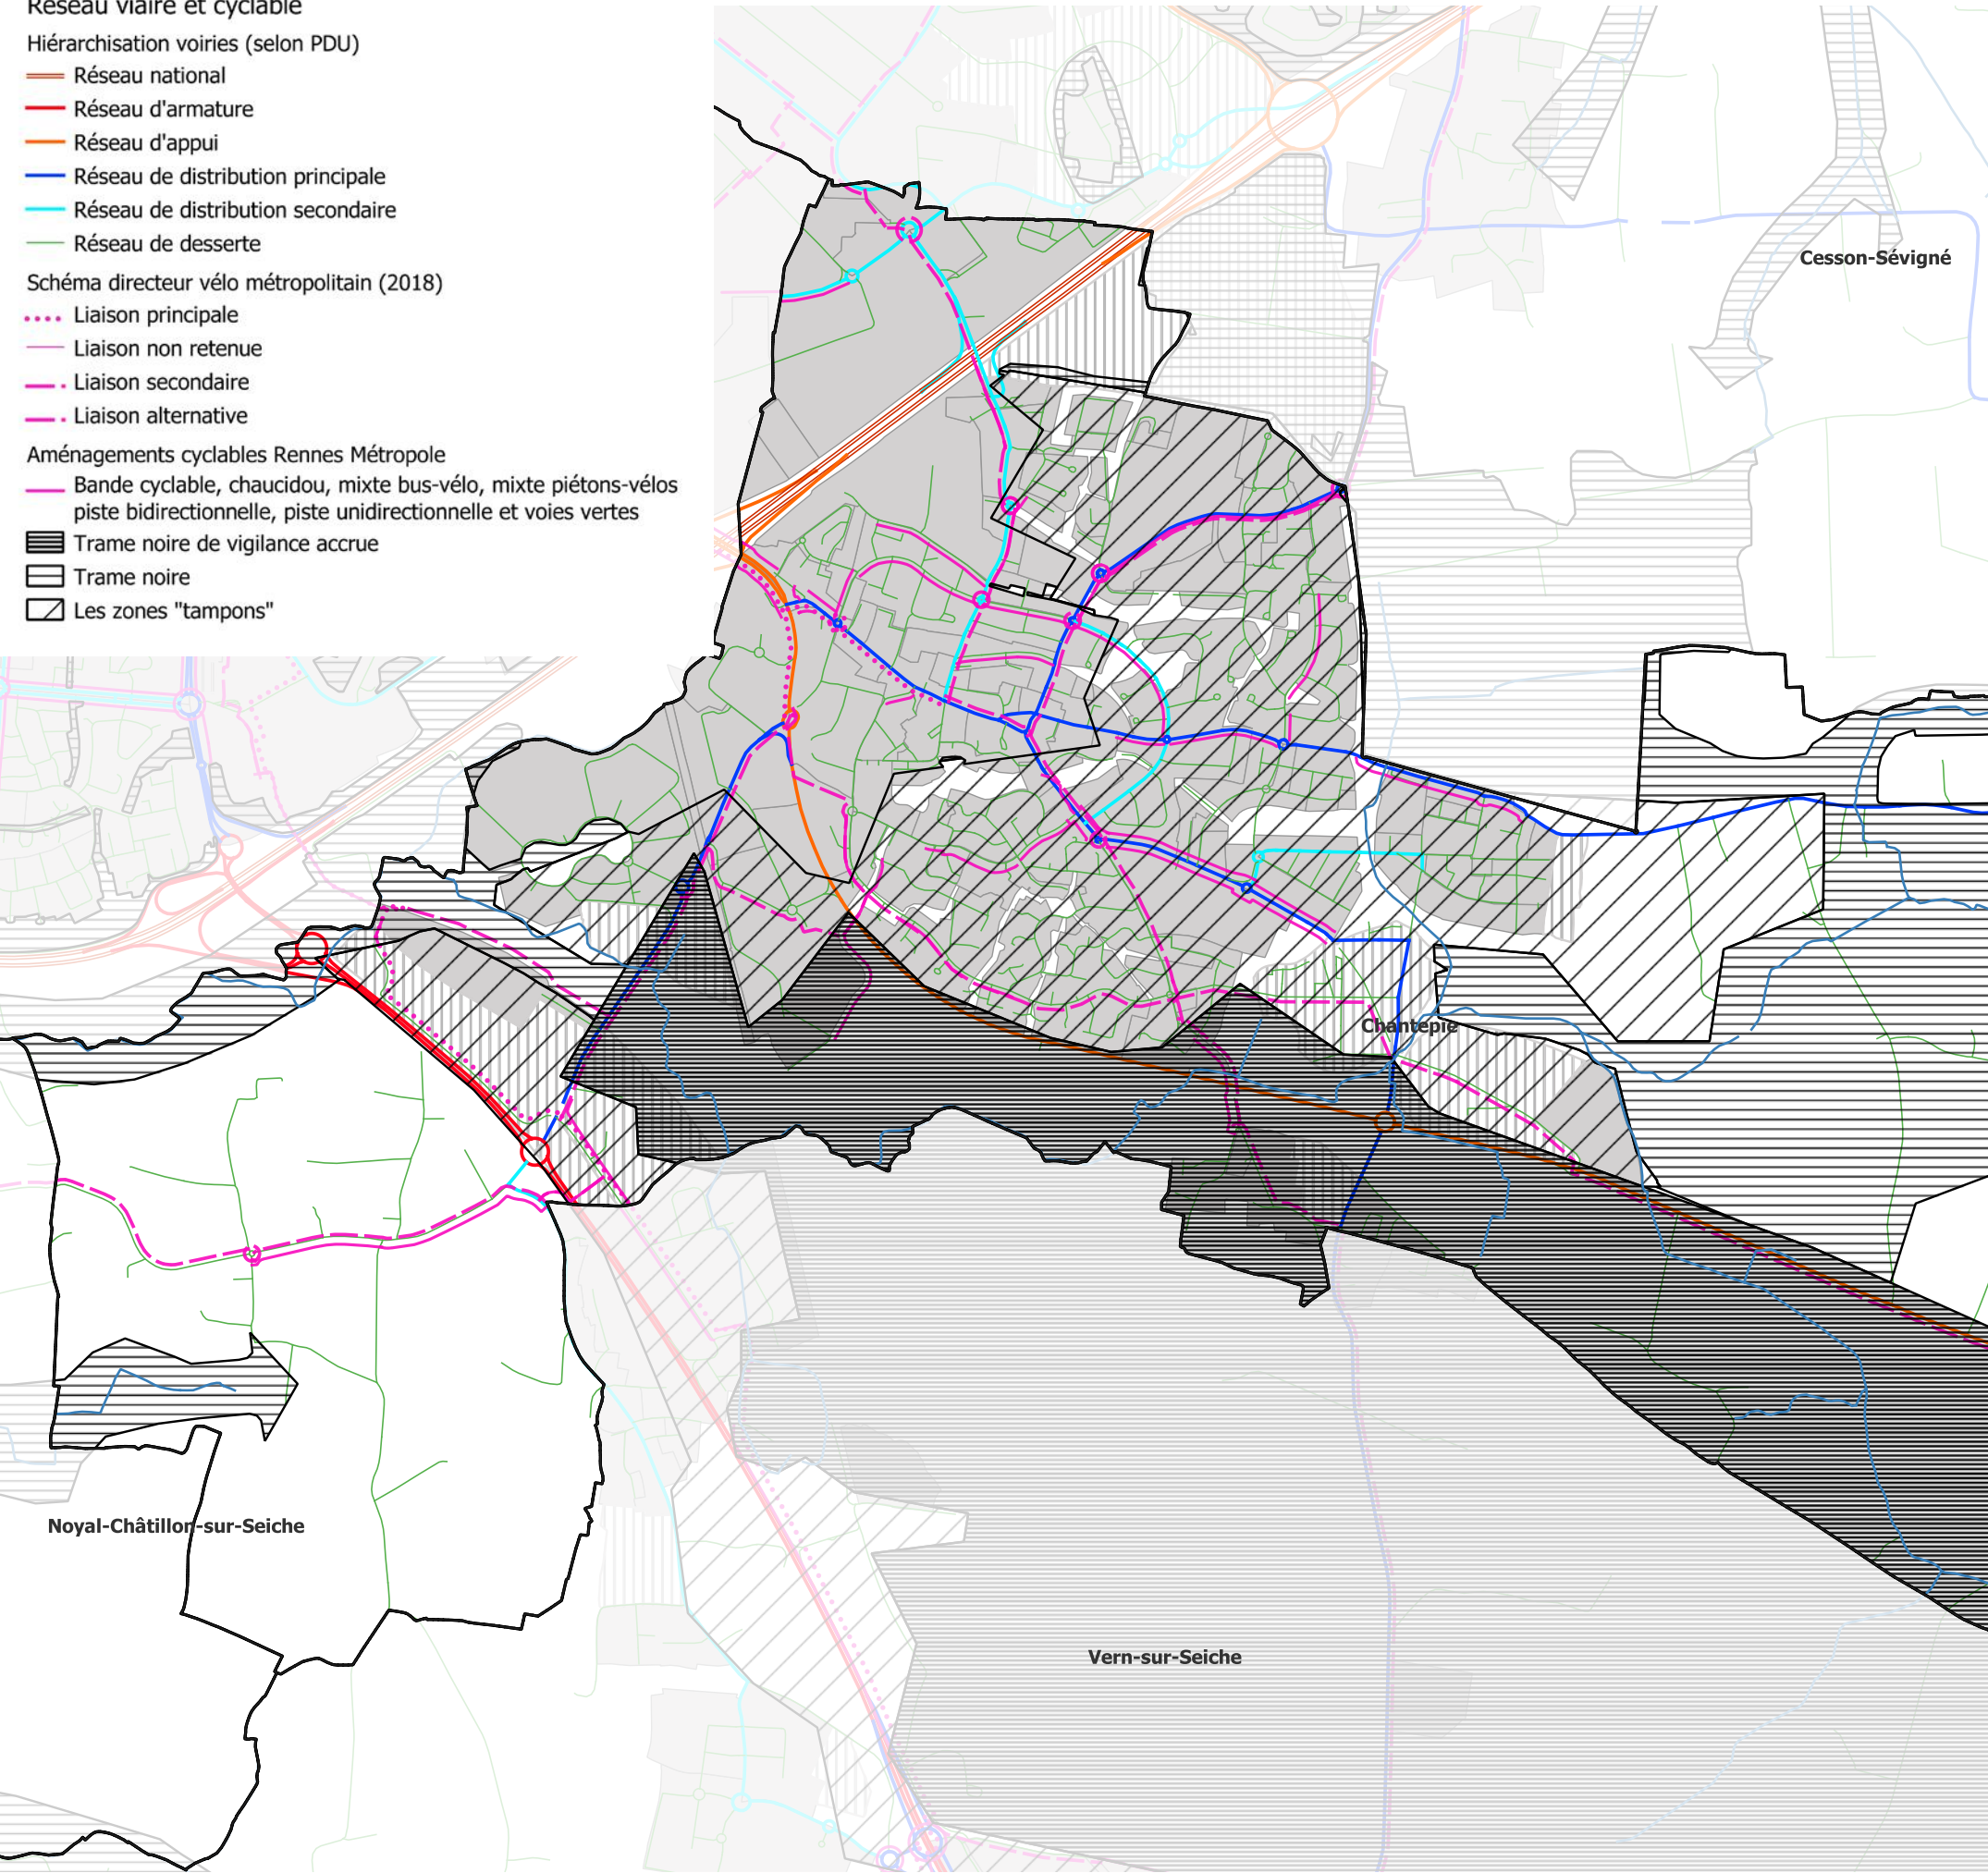 Réseau viaire et cyclable
Hiérarchisation voiries (selon PDU)
Réseau national
Réseau d'armature
Réseau d'appui
Réseau de distribution principale
Réseau de distribution secondaire
Réseau de desserte
Schéma directeur vélo métropolitain (2018)
Liaison principale
Liaison non retenue
Liaison secondaire
Liaison alternative
Aménagements cyclables Rennes Métropole
Bande cyclable, chaucidou, mixte bus-vélo, mixte piétons-vélos
piste bidirectionnelle, piste unidirectionnelle et voies vertes
Trame noire de vigilance accrue
Trame noire
Les zones "tampons"
Cesson-Sévigné
Chantepie
Noyal-Châtillon-sur-Seiche
Vern-sur-Seiche